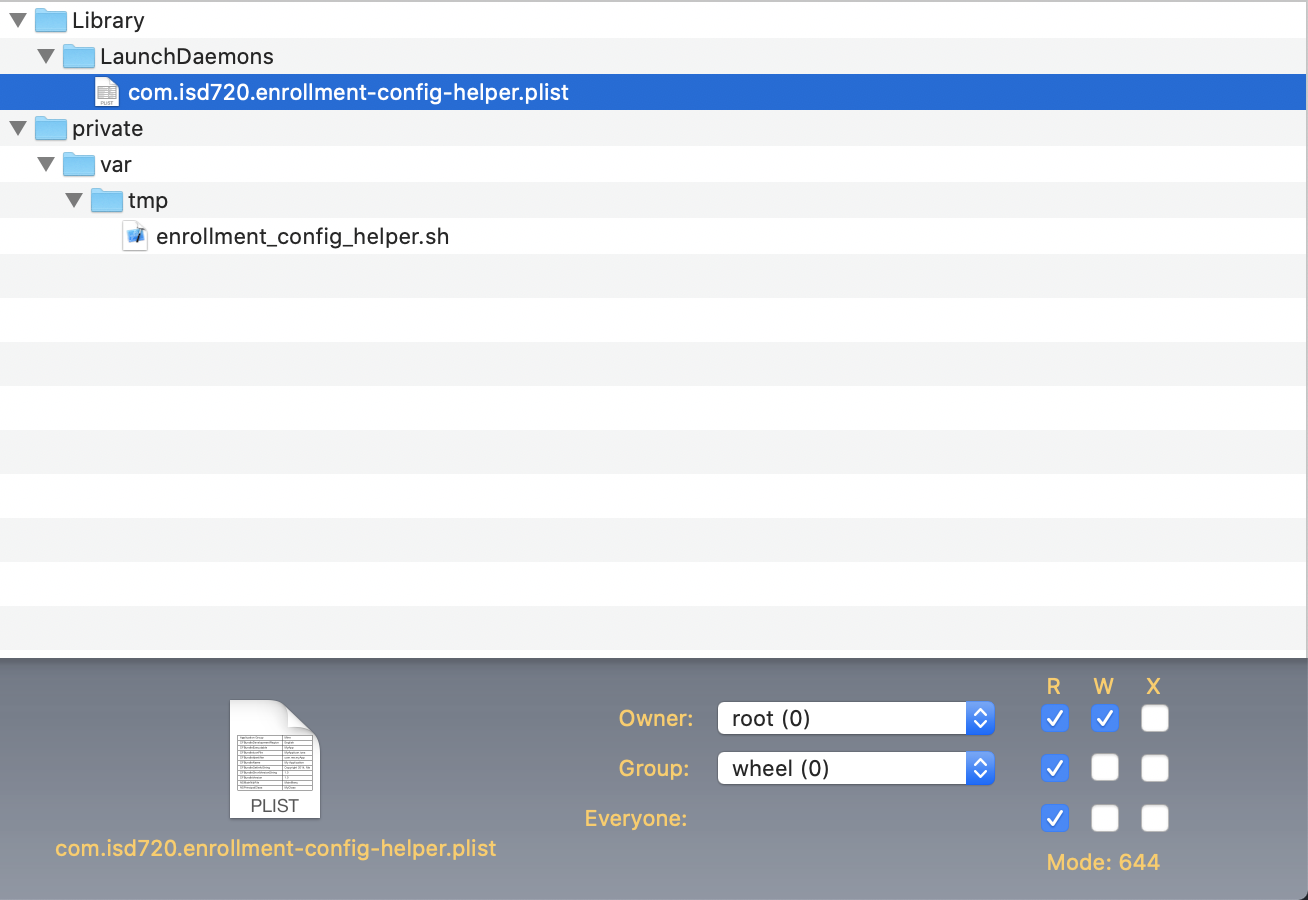 Library
LaunchDaemons
com.isd720.enrollment-config-helper.plist
private
var
tmp
enrollment_config_helper.sh
R W X
Owner: root (0)
Group: wheel (0)
Everyone:
Mode: 644
PLIST
com.isd720.enrollment-config-helper.plist